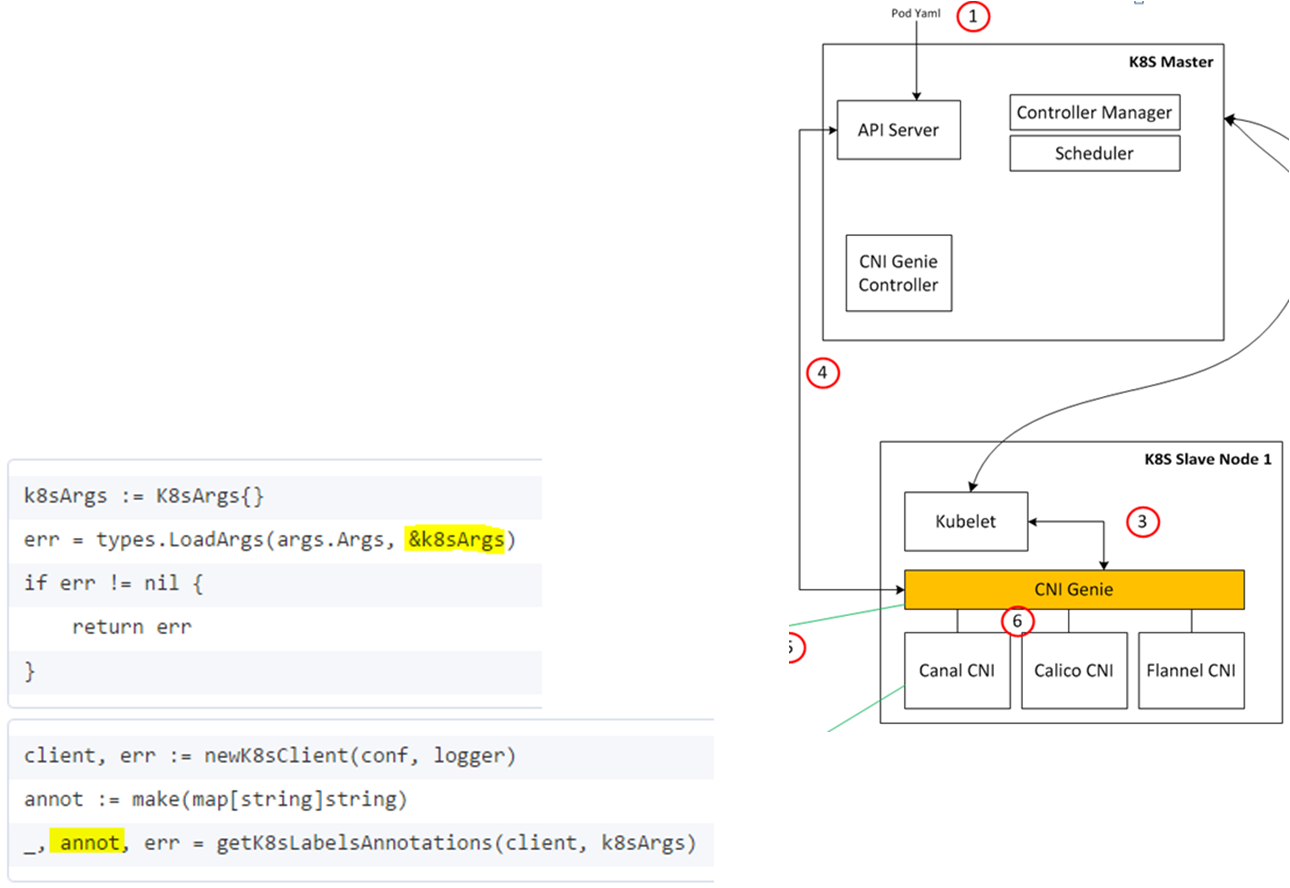 k8sArgs := K8sArgs{}
err = types.LoadArgs(args.Args, &k8sArgs)
if err != nil {
return err
}
client, err := newK8sClient(conf, logger)
annot := make(map[string]string)
_, annot, err = getK8sLabelsAnnotations(client, k8sArgs)
Pod Yaml
1
K8S Master
API Server
Controller Manager
Scheduler
CNI Genie
Controller
4
K8S Slave Node 1
Kubelet
3
CNI Genie
6
5
Canal CNI
Calico CNI
Flannel CNI